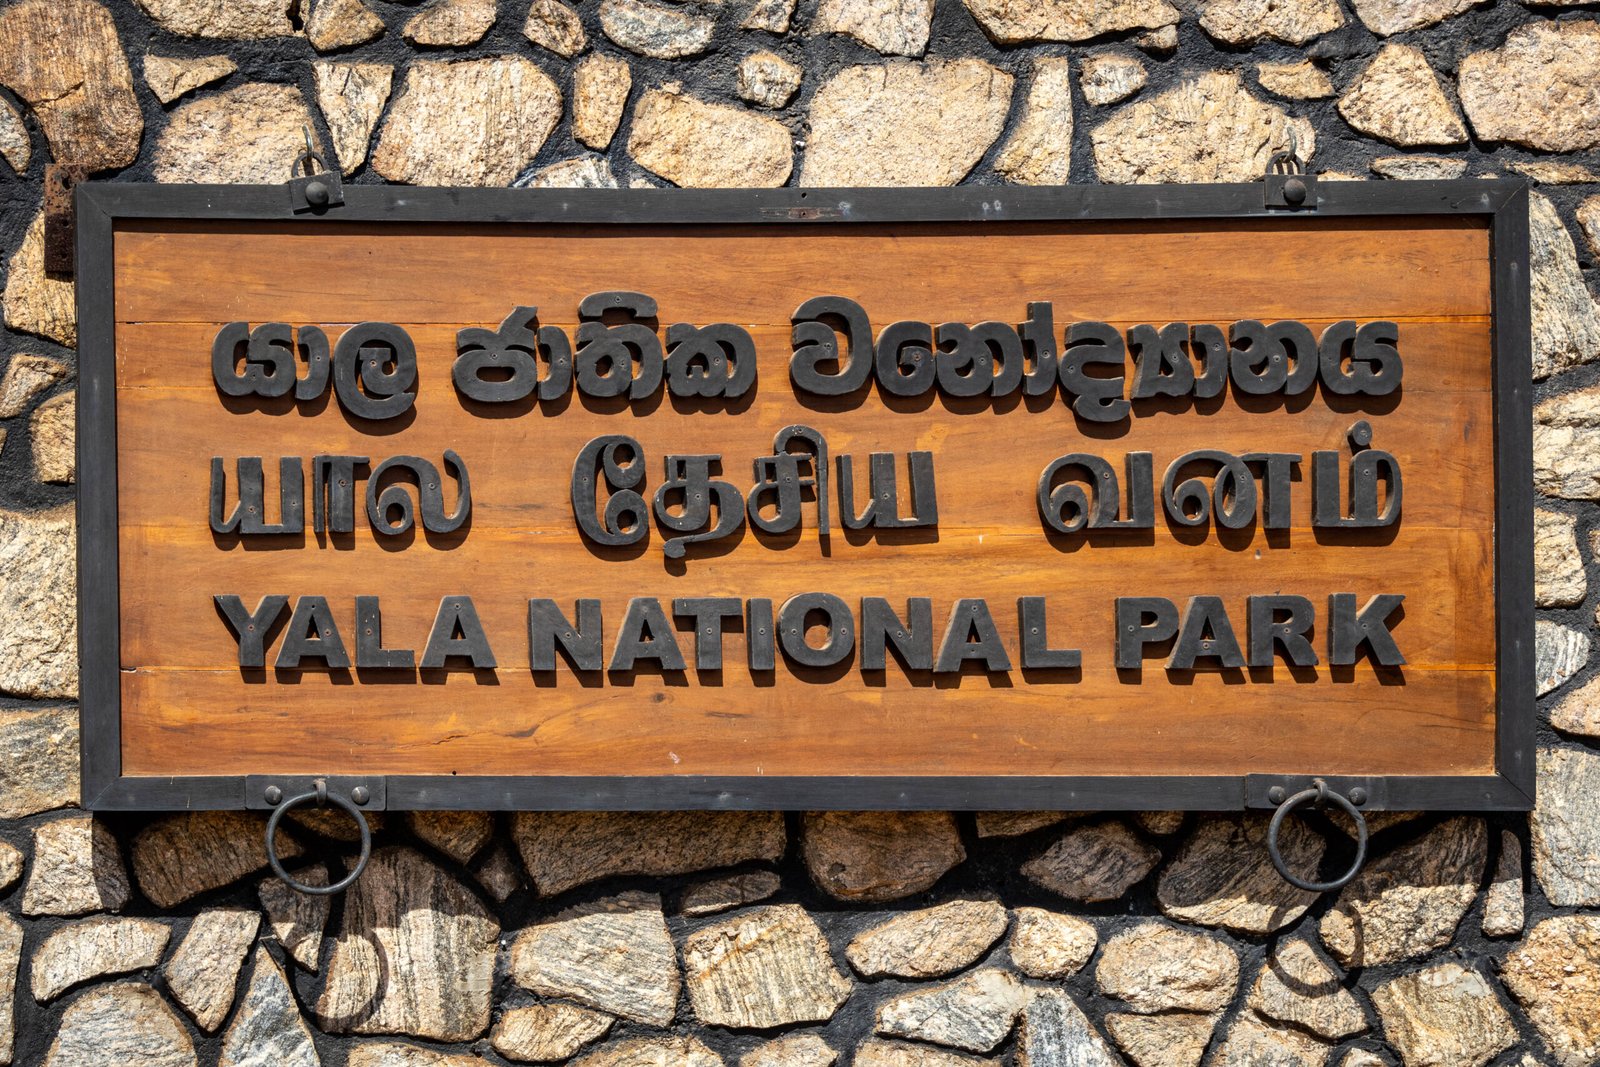 යාල ජාතික වනෝද්‍යානය
யால தேசிய வனம்
YALA NATIONAL PARK